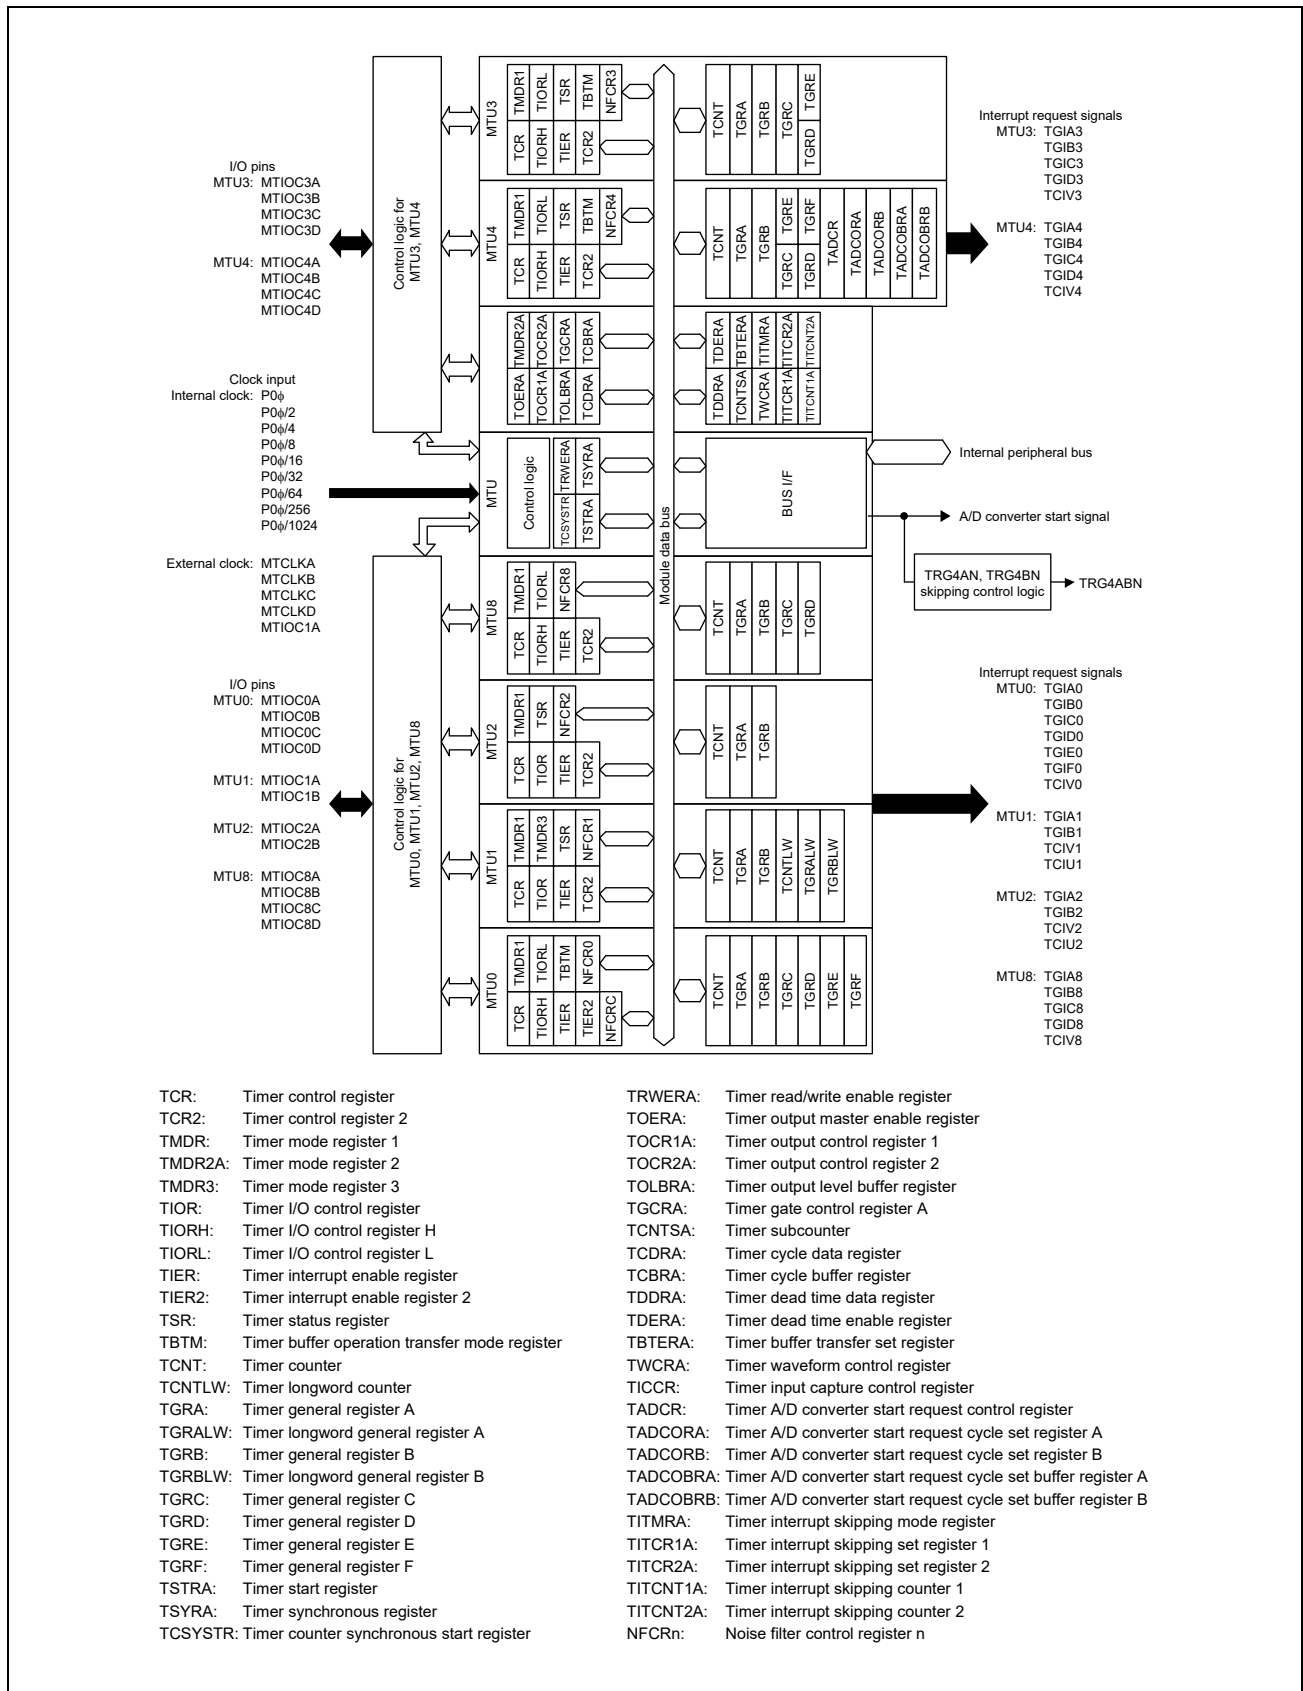 I/O pins
MTU3: MTIOC3A
MTIOC3B
MTIOC3C
MTIOC3D
MTU4: MTIOC4A
MTIOC4B
MTIOC4C
MTIOC4D
Clock input
Internal clock: P0ϕ
P0ϕ/2
P0ϕ/4
P0ϕ/8
P0ϕ/16
P0ϕ/32
P0ϕ/64
P0ϕ/256
P0ϕ/1024
External clock: MTCLKA
MTCLKB
MTCLKC
MTCLKD
MTIOC1A
I/O pins
MTU0: MTIOC0A
MTIOC0B
MTIOC0C
MTIOC0D
MTU1: MTIOC1A
MTIOC1B
MTU2: MTIOC2A
MTIOC2B
MTU8: MTIOC8A
MTIOC8B
MTIOC8C
MTIOC8D
Control logic for
MTU3, MTU4
Control logic for
MTU0, MTU1, MTU2, MTU8
MTU3
TCR
TMDR1
TIORH
TIORL
TIER
TSR
TCR2
TBTM
NFCR3
TCNT
TGRA
TGRB
TGRC
TGRD
TGRE
MTU4
TCR
TMDR1
TIORH
TIORL
TIER
TSR
TCR2
TBTM
NFCR4
TCNT
TGRA
TGRB
TGRC
TGRE
TGRD
TGRF
TADCR
TADCORA
TADCORB
TADCOBRA
TADCOBRB
TOERA
TMDR2A
TOCR1A
TOCR2A
TOLBRA
TGCRA
TCDRA
TCBRA
TDDRA
TDERA
TCNTSA
TBTERA
TWCRA
TITMRA
TITCR1A
TITCR2A
TITCNT1A
TITCNT2A
MTU
Control logic
TCSYSTR
TRWERA
TSTRA
TSYRA
Module data bus
BUS I/F
MTU8
TCR
TMDR1
TIORH
TIORL
TIER
NFCR8
TCR2
TCNT
TGRA
TGRB
TGRC
TGRD
MTU2
TCR
TMDR1
TIOR
TSR
TIER
NFCR2
TCR2
TCNT
TGRA
TGRB
MTU1
TCR
TMDR1
TIOR
TMDR3
TIER
TSR
TCR2
NFCR1
TCNT
TGRA
TGRB
TCNTLW
TGRALW
TGRBLW
MTU0
TCR
TMDR1
TIORH
TIORL
TIER
TBTM
TIER2
NFCR0
NFCRC
TCNT
TGRA
TGRB
TGRC
TGRD
TGRE
TGRF
Interrupt request signals
MTU3: TGIA3
TGIB3
TGIC3
TGID3
TCIV3
MTU4: TGIA4
TGIB4
TGIC4
TGID4
TCIV4
Internal peripheral bus
A/D converter start signal
TRG4AN, TRG4BN
skipping control logic
TRG4ABN
Interrupt request signals
MTU0: TGIA0
TGIB0
TGIC0
TGID0
TGIE0
TGIF0
TCIV0
MTU1: TGIA1
TGIB1
TCIV1
TCIU1
MTU2: TGIA2
TGIB2
TCIV2
TCIU2
MTU8: TGIA8
TGIB8
TGIC8
TGID8
TCIV8
TCR: Timer control register
TCR2: Timer control register 2
TMDR: Timer mode register 1
TMDR2A: Timer mode register 2
TMDR3: Timer mode register 3
TIOR: Timer I/O control register
TIORH: Timer I/O control register H
TIORL: Timer I/O control register L
TIER: Timer interrupt enable register
TIER2: Timer interrupt enable register 2
TSR: Timer status register
TBTM: Timer buffer operation transfer mode register
TCNT: Timer counter
TCNTLW: Timer longword counter
TGRA: Timer general register A
TGRALW: Timer longword general register A
TGRB: Timer general register B
TGRBLW: Timer longword general register B
TGRC: Timer general register C
TGRD: Timer general register D
TGRE: Timer general register E
TGRF: Timer general register F
TSTRA: Timer start register
TSYRA: Timer synchronous register
TCSYSTR: Timer counter synchronous start register
TRWERA: Timer read/write enable register
TOERA: Timer output master enable register
TOCR1A: Timer output control register 1
TOCR2A: Timer output control register 2
TOLBRA: Timer output level buffer register
TGCRA: Timer gate control register A
TCNTSA: Timer subcounter
TCDRA: Timer cycle data register
TCBRA: Timer cycle buffer register
TDDRA: Timer dead time data register
TDERA: Timer dead time enable register
TBTERA: Timer buffer transfer set register
TWCRA: Timer waveform control register
TICCR: Timer input capture control register
TADCR: Timer A/D converter start request control register
TADCORA: Timer A/D converter start request cycle set register A
TADCORB: Timer A/D converter start request cycle set register B
TADCOBRA: Timer A/D converter start request cycle set buffer register A
TADCOBRB: Timer A/D converter start request cycle set buffer register B
TITMRA: Timer interrupt skipping mode register
TITCR1A: Timer interrupt skipping set register 1
TITCR2A: Timer interrupt skipping set register 2
TITCNT1A: Timer interrupt skipping counter 1
TITCNT2A: Timer interrupt skipping counter 2
NFCRn: Noise filter control register n